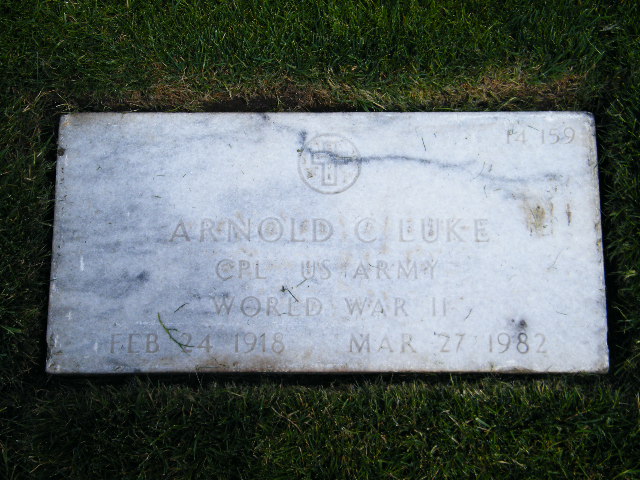 14 159
ARNOLD C LUKE
CPL US ARMY
WORLD WAR II
FEB 24 1918 MAR 27 1982